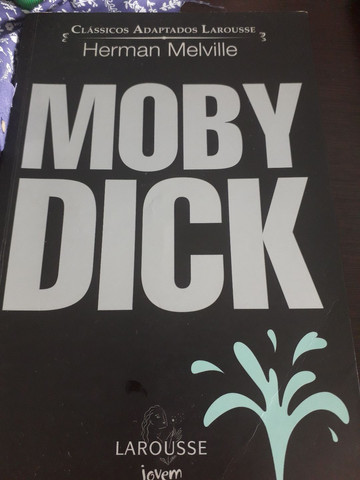 Clássicos Adaptados Larousse
Herman Melville
MOBY
DICK
LAROUSSE
jovem